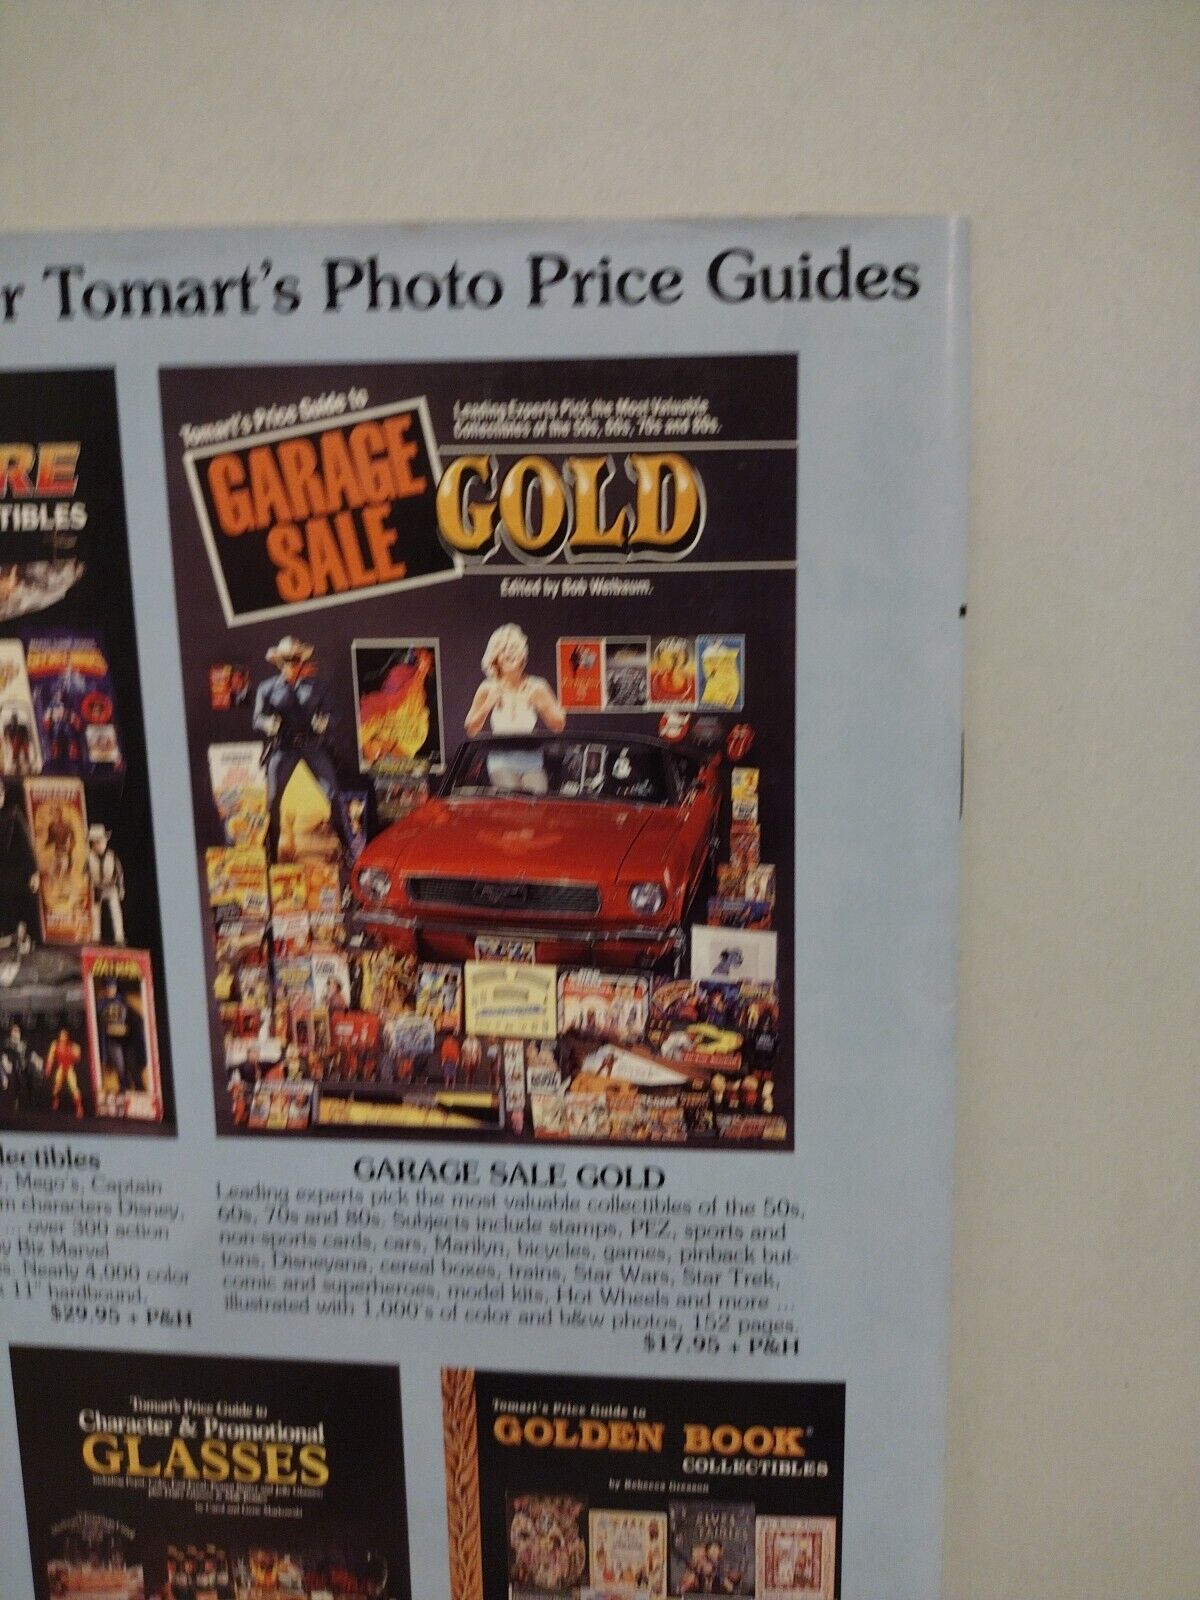 r Tomart's Photo Price Guides
RE
TIBLES
Tomart's Price Guide to
GARAGE
SALE
Leading Experts Pick the Most Valuable
Collectibles of the 50s, 60s, 70s and 80s.
GOLD
Edited by Bob Welbaum.
lectibles
, Mego's, Captain
m characters Disney,
... over 300 action
y Biz Marvel
s. Nearly 4,000 color
11" hardbound.
$29.95 + P&H
GARAGE SALE GOLD
Leading experts pick the most valuable collectibles of the 50s,
60s, 70s and 80s. Subjects include stamps, PEZ, sports and
non-sports cards, cars, Marilyn, bicycles, games, pinback but-
tons, Disneyana, cereal boxes, trains, Star Wars, Star Trek,
comic and superheroes, model kits, Hot Wheels and more ...
illustrated with 1,000's of color and b&w photos, 152 pages.
$17.95 + P&H
Tomart's Price Guide to
Character & Promotional
GLASSES
Tomart's Price Guide to
GOLDEN BOOK®
COLLECTIBLES
by Rebecca Greason